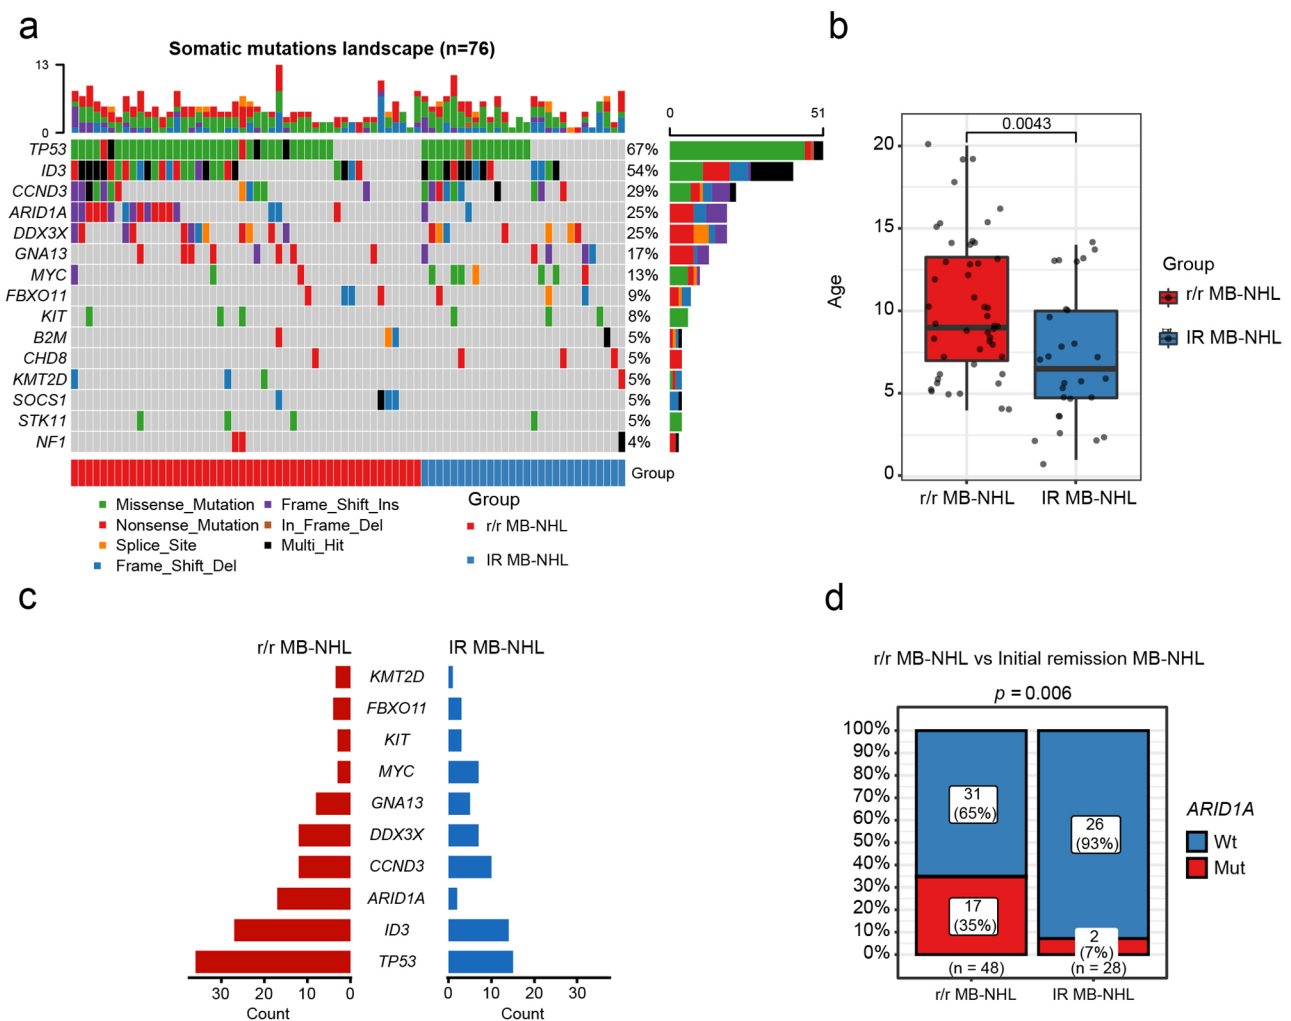 a
Somatic mutations landscape (n=76)
13
0
0 51
TP53 67%
ID3 54%
CCND3 29%
ARID1A 25%
DDX3X 25%
GNA13 17%
MYC 13%
FBXO11 9%
KIT 8%
B2M 5%
CHD8 5%
KMT2D 5%
SOCS1 5%
STK11 5%
NF1 4%
Group
Missense_Mutation
Nonsense_Mutation
Splice_Site
Frame_Shift_Del
Frame_Shift_Ins
In_Frame_Del
Multi_Hit
Group
r/r MB-NHL
IR MB-NHL
b
0.0043
20
15
10
5
0
Age
r/r MB-NHL IR MB-NHL
Group
r/r MB-NHL
IR MB-NHL
c
r/r MB-NHL IR MB-NHL
KMT2D
FBXO11
KIT
MYC
GNA13
DDX3X
CCND3
ARID1A
ID3
TP53
30 20 10 0 0 10 20 30
Count Count
d
r/r MB-NHL vs Initial remission MB-NHL
p = 0.006
100%
90%
80%
70%
60%
50%
40%
30%
20%
10%
0%
31
(65%)
17
(35%)
26
(93%)
2
(7%)
(n = 48) (n = 28)
r/r MB-NHL IR MB-NHL
ARID1A
Wt
Mut